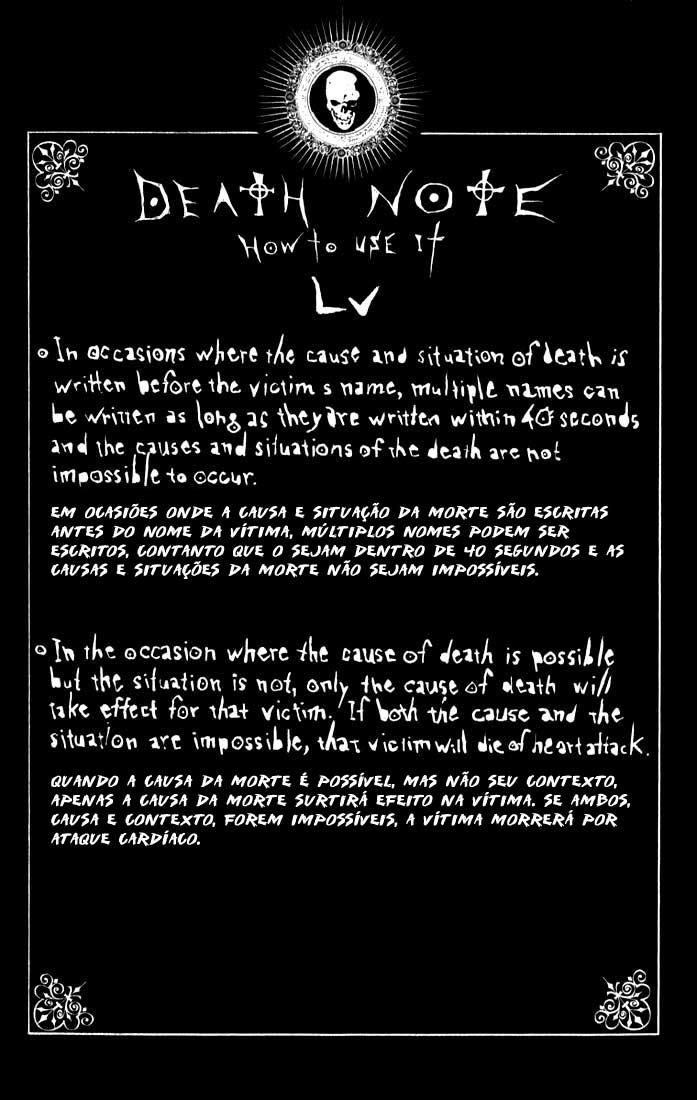 DEATH NOTE
How to use it
LV
In occasions where the cause and situation of death is
written before the victim s name, multiple names can
be written as long as they are written within 40 seconds
and the causes and situations of the death are not
impossible to occur.
EM OCASIÕES ONDE A CAUSA E SITUAÇÃO DA MORTE SÃO ESCRITAS
ANTES DO NOME DA VÍTIMA, MÚLTIPLOS NOMES PODEM SER
ESCRITOS, CONTANTO QUE O SEJAM DENTRO DE 40 SEGUNDOS E AS
CAUSAS E SITUAÇÕES DA MORTE NÃO SEJAM IMPOSSÍVEIS.
In the occasion where the cause of death is possible
but the situation is not, only the cause of death will
take effect for that victim. If both the cause and the
situation are impossible, that victim will die of heart attack.
QUANDO A CAUSA DA MORTE É POSSÍVEL, MAS NÃO SEU CONTEXTO,
APENAS A CAUSA DA MORTE SURTIRÁ EFEITO NA VÍTIMA. SE AMBOS,
CAUSA E CONTEXTO, FOREM IMPOSSÍVEIS, A VÍTIMA MORRERÁ POR
ATAQUE CARDÍACO.